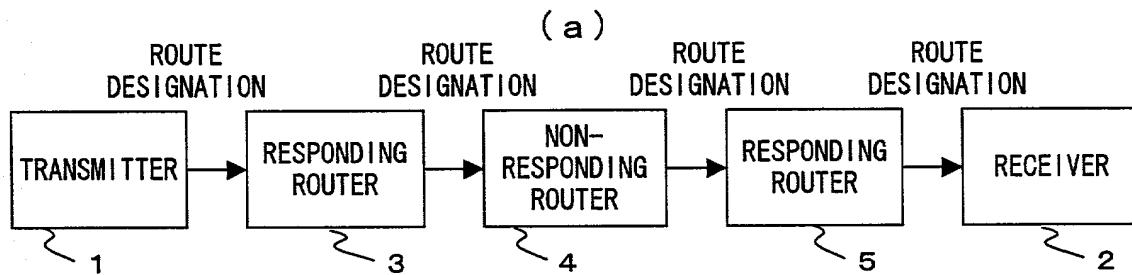 (a)
ROUTE DESIGNATION ROUTE DESIGNATION ROUTE DESIGNATION ROUTE DESIGNATION
TRANSMITTER
RESPONDING
ROUTER
NON-
RESPONDING
ROUTER
RESPONDING
ROUTER
RECEIVER
1 3 4 5 2